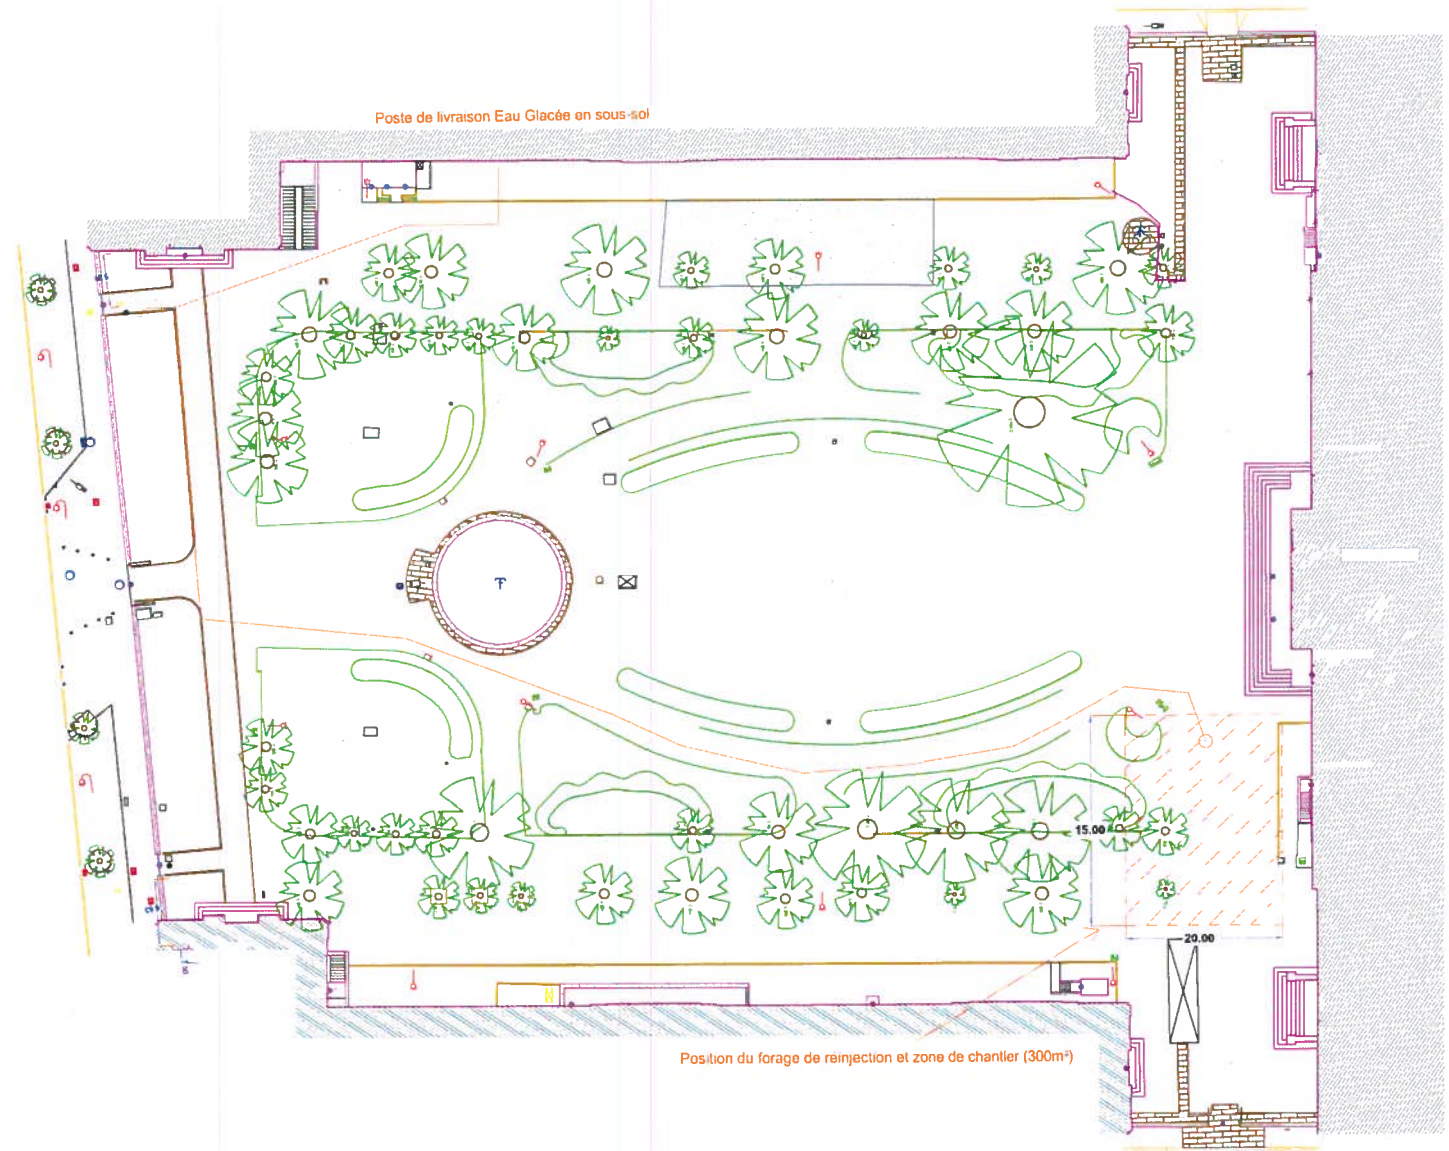 Poste de livraison Eau Glacée en sous-sol
15.00
20.00
Position du forage de réinjection et zone de chantier (300m²)